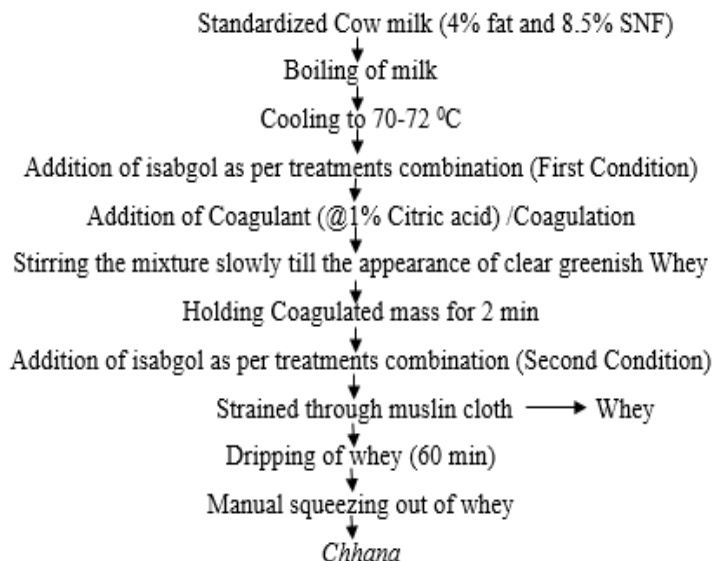 Standardized Cow milk (4% fat and 8.5% SNF)
Boiling of milk
Cooling to 70-72 ⁰C
Addition of isabgol as per treatments combination (First Condition)
Addition of Coagulant (@1% Citric acid) /Coagulation
Stirring the mixture slowly till the appearance of clear greenish Whey
Holding Coagulated mass for 2 min
Addition of isabgol as per treatments combination (Second Condition)
Strained through muslin cloth Whey
Dripping of whey (60 min)
Manual squeezing out of whey
Chhana